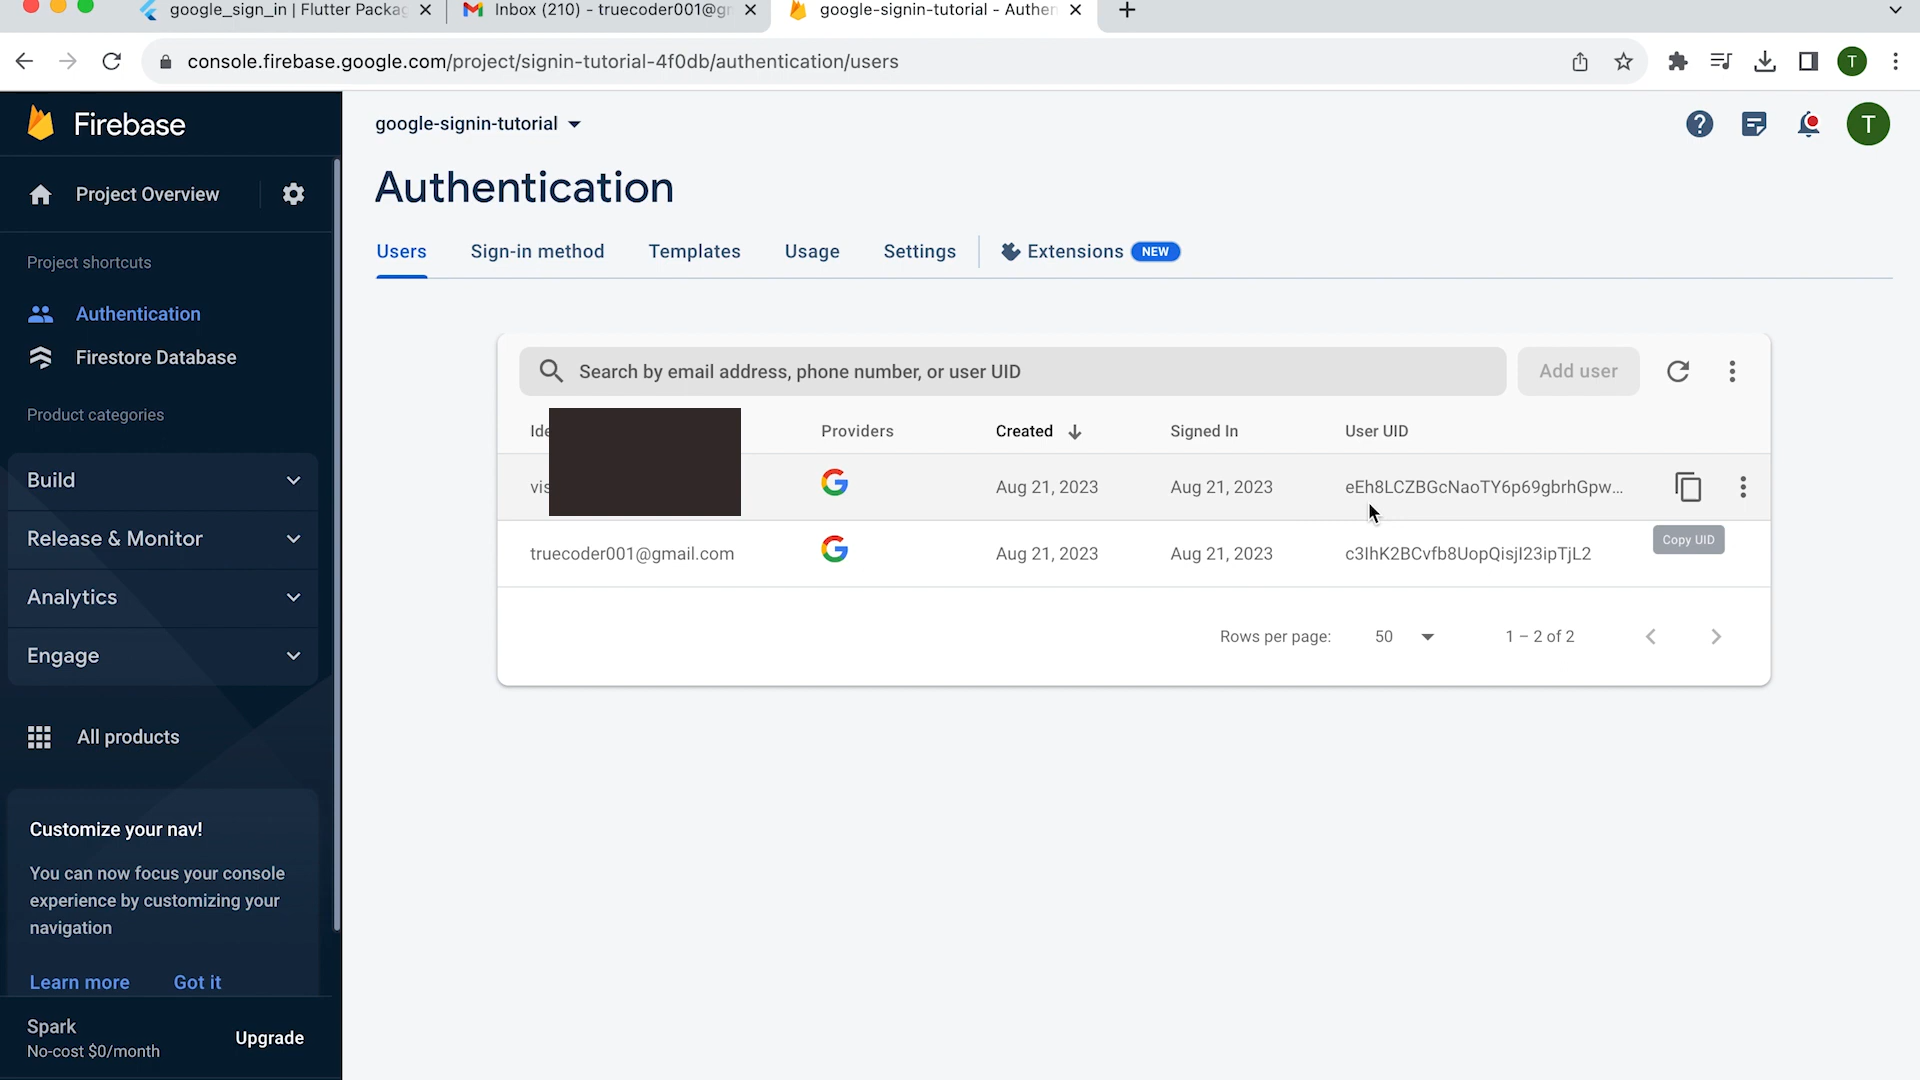 google_sign_in | Flutter Packag
Inbox (210) - truecoder001@g
google-signin-tutorial - Authen
console.firebase.google.com/project/signin-tutorial-4f0db/authentication/users
T
Firebase
google-signin-tutorial
T
Authentication
Project Overview
Users
Sign-in method
Templates
Usage
Settings
Extensions
NEW
Project shortcuts
Authentication
Firestore Database
Product categories
Build
Release & Monitor
Analytics
Engage
All products
Search by email address, phone number, or user UID
Add user
Ide
Providers
Created
Signed In
User UID
vis
Aug 21, 2023
Aug 21, 2023
eEh8LCZBGcNaoTY6p69gbrhGpw...
Copy UID
truecoder001@gmail.com
Aug 21, 2023
Aug 21, 2023
c3IhK2BCvfb8UopQisjI23ipTjL2
Rows per page:
50
1 – 2 of 2
Customize your nav!
You can now focus your console
experience by customizing your
navigation
Learn more
Got it
Spark
No-cost $0/month
Upgrade